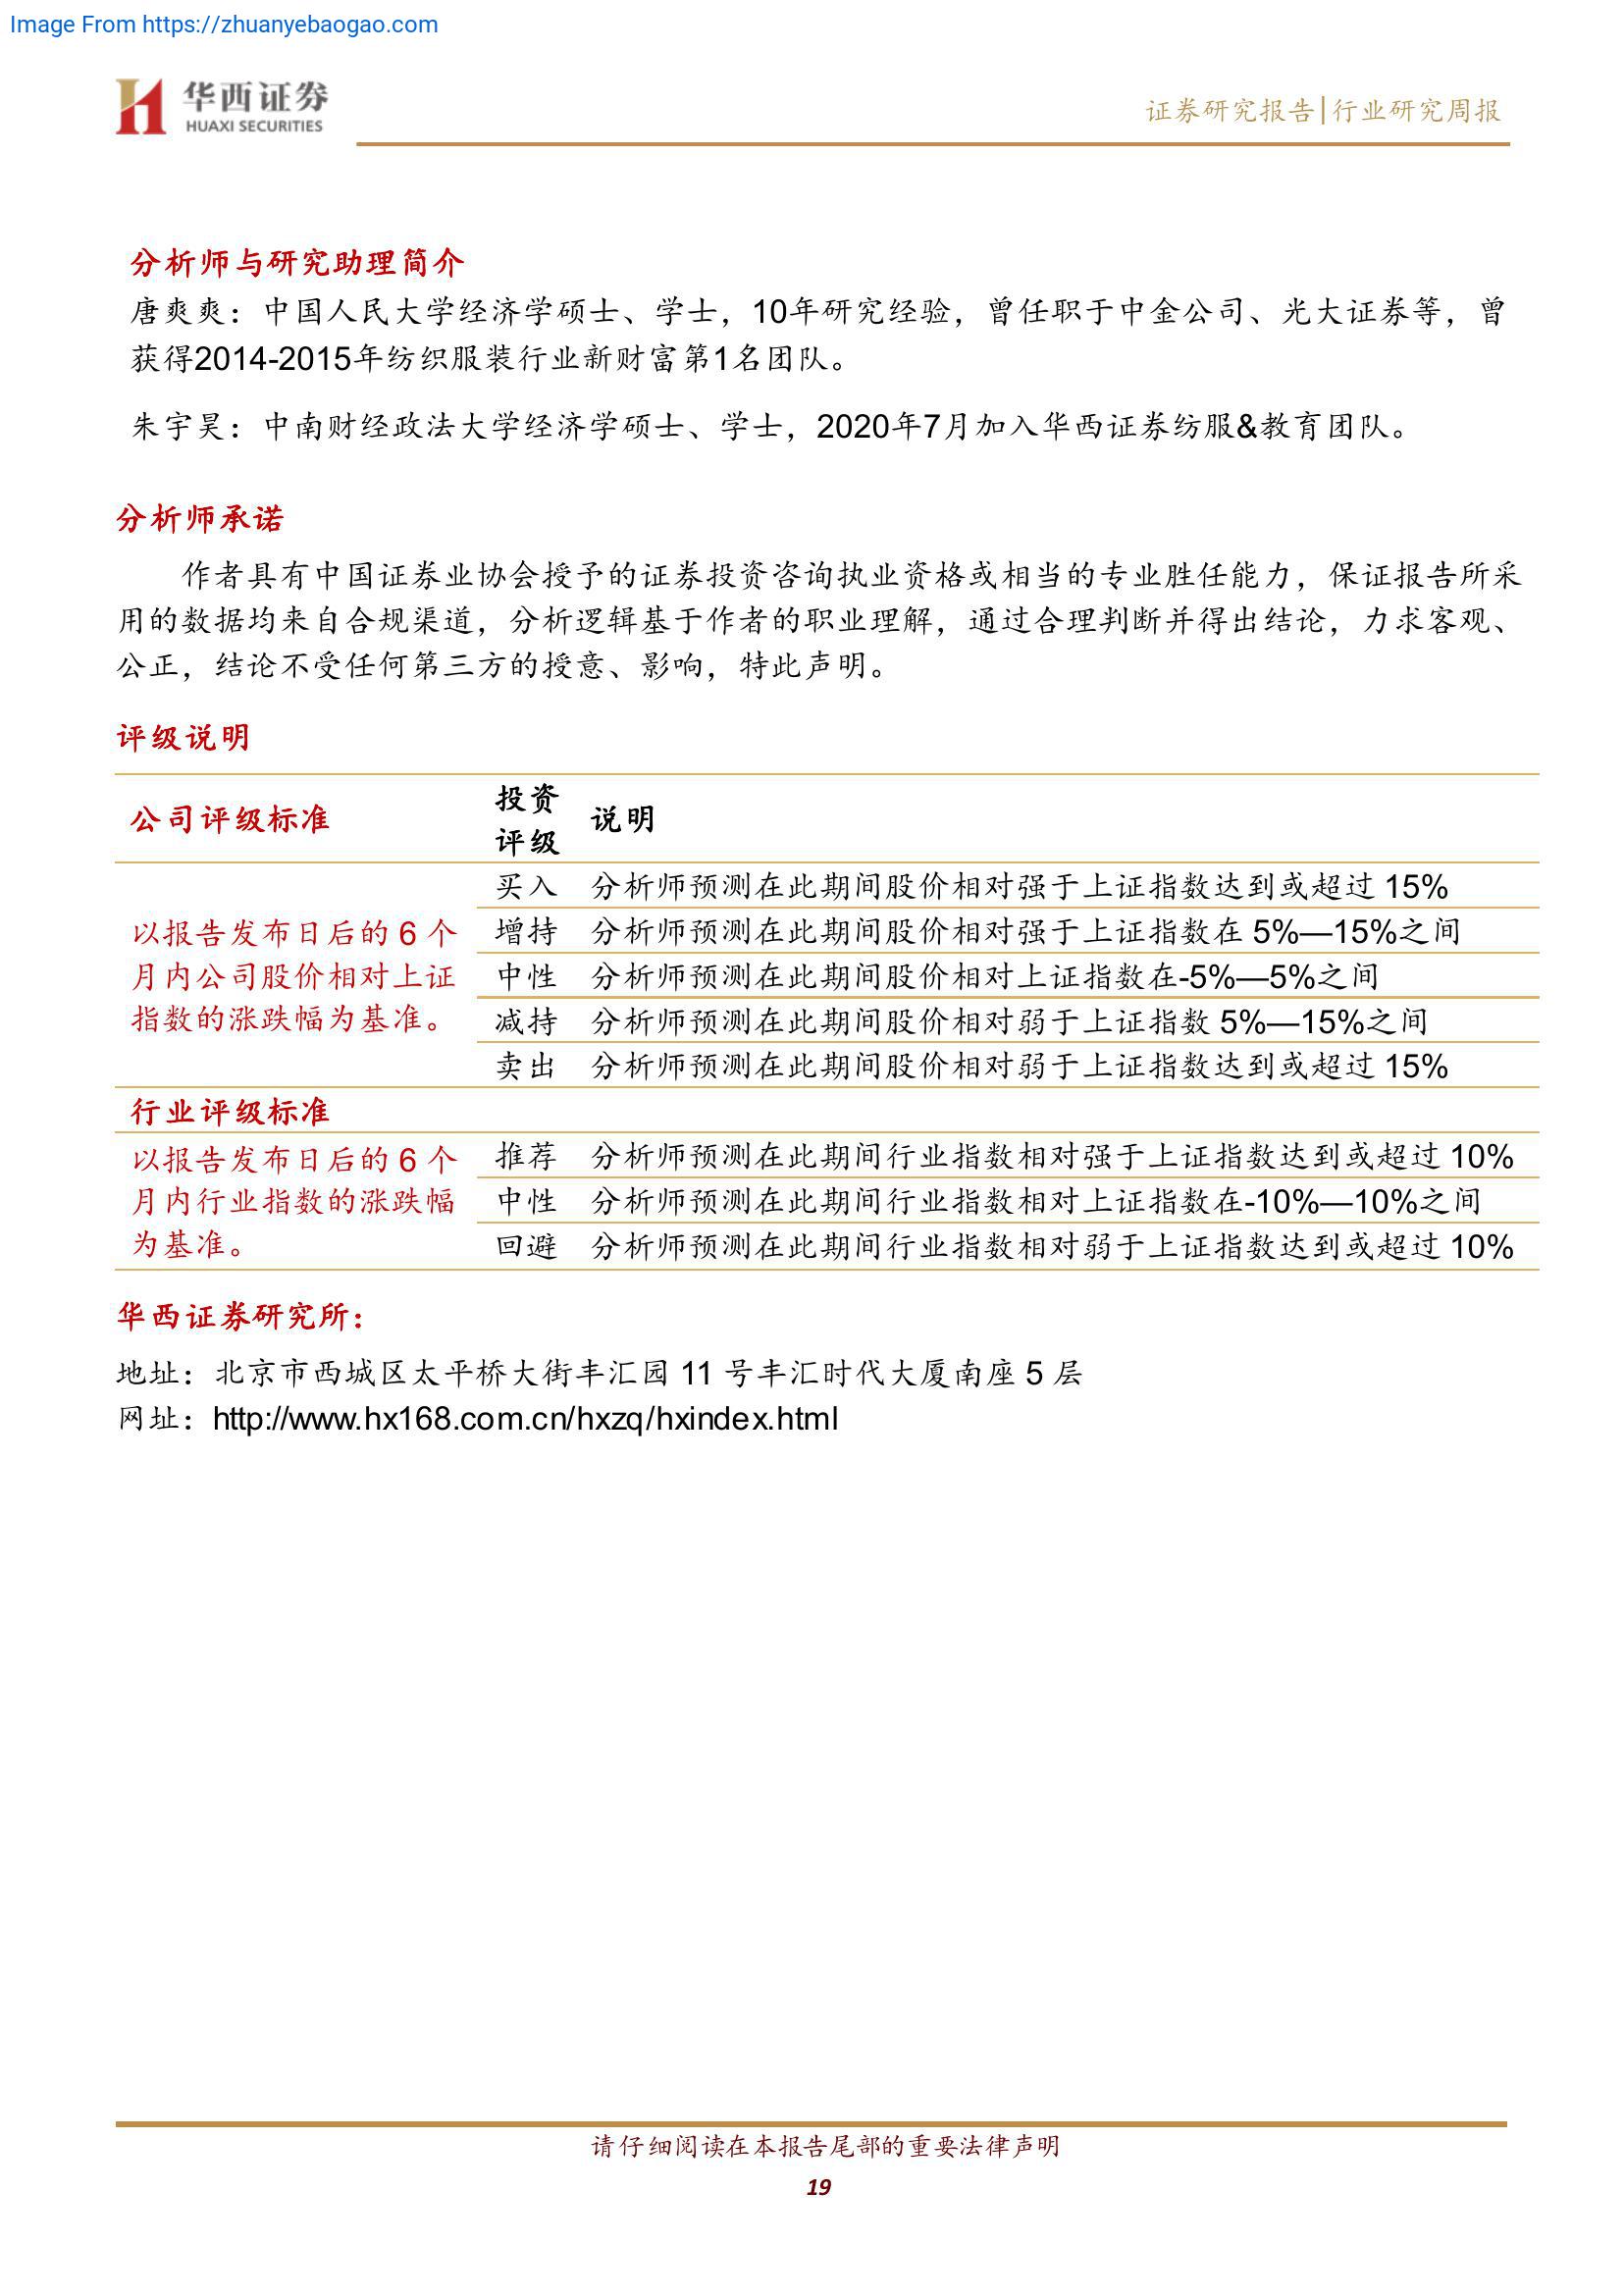 Image From https://zhuanyebaogao.com
华西证券
HUAXI SECURITIES
证券研究报告|行业研究周报
分析师与研究助理简介
唐爽爽：中国人民大学经济学硕士、学士，10年研究经验，曾任职于中金公司、光大证券等，曾
获得2014-2015年纺织服装行业新财富第1名团队。
朱宇昊：中南财经政法大学经济学硕士、学士，2020年7月加入华西证券纺服&教育团队。
分析师承诺
作者具有中国证券业协会授予的证券投资咨询执业资格或相当的专业胜任能力，保证报告所采
用的数据均来自合规渠道，分析逻辑基于作者的职业理解，通过合理判断并得出结论，力求客观、
公正，结论不受任何第三方的授意、影响，特此声明。
评级说明
公司评级标准
投资
评级
说明
以报告发布日后的 6 个
月内公司股价相对上证
指数的涨跌幅为基准。
买入 分析师预测在此期间股价相对强于上证指数达到或超过 15%
增持 分析师预测在此期间股价相对强于上证指数在 5%—15%之间
中性 分析师预测在此期间股价相对上证指数在-5%—5%之间
减持 分析师预测在此期间股价相对弱于上证指数 5%—15%之间
卖出 分析师预测在此期间股价相对弱于上证指数达到或超过 15%
行业评级标准
以报告发布日后的 6 个
月内行业指数的涨跌幅
为基准。
推荐 分析师预测在此期间行业指数相对强于上证指数达到或超过 10%
中性 分析师预测在此期间行业指数相对上证指数在-10%—10%之间
回避 分析师预测在此期间行业指数相对弱于上证指数达到或超过 10%
华西证券研究所：
地址：北京市西城区太平桥大街丰汇园 11 号丰汇时代大厦南座 5 层
网址：http://www.hx168.com.cn/hxzq/hxindex.html
请仔细阅读在本报告尾部的重要法律声明
19